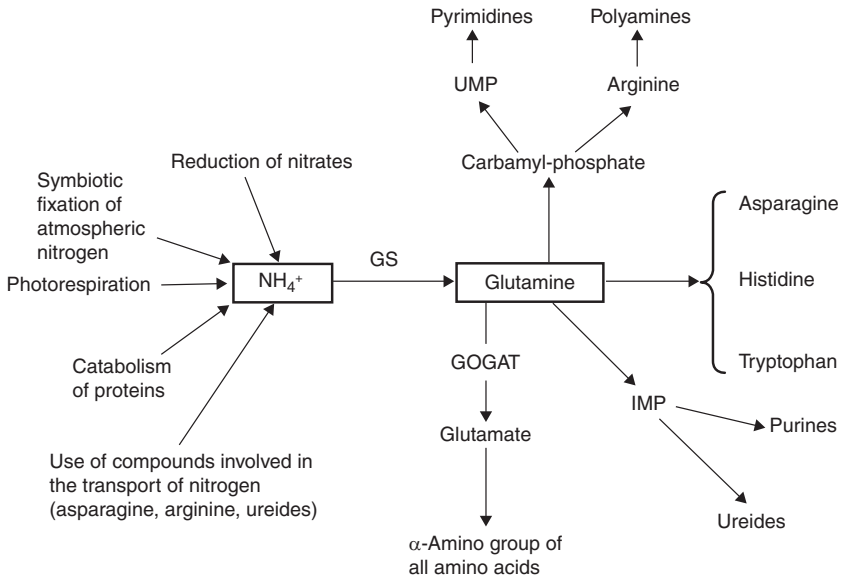 Pyrimidines
Polyamines
UMP
Arginine
Reduction of nitrates
Carbamyl-phosphate
Symbiotic
fixation of
atmospheric
nitrogen
Asparagine
GS
Photorespiration
NH₄⁺
Glutamine
Histidine
Catabolism
of proteins
GOGAT
Tryptophan
IMP
Purines
Glutamate
Use of compounds involved in
the transport of nitrogen
(asparagine, arginine, ureides)
Ureides
α-Amino group of
all amino acids